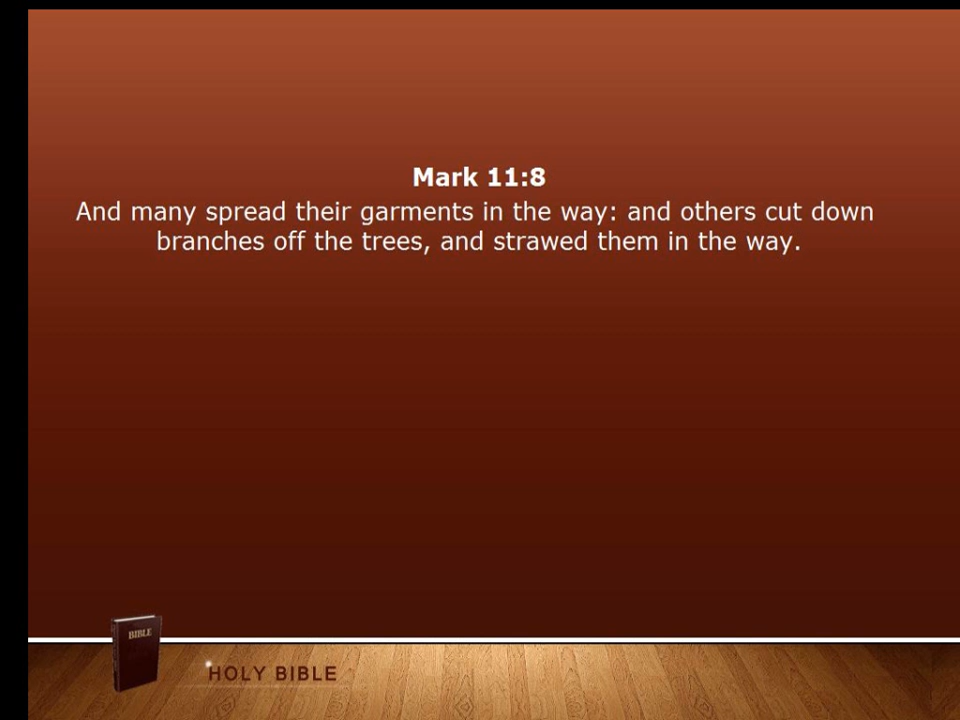 Mark 11:8
And many spread their garments in the way: and others cut down
branches off the trees, and strawed them in the way.
BIBLE
HOLY BIBLE